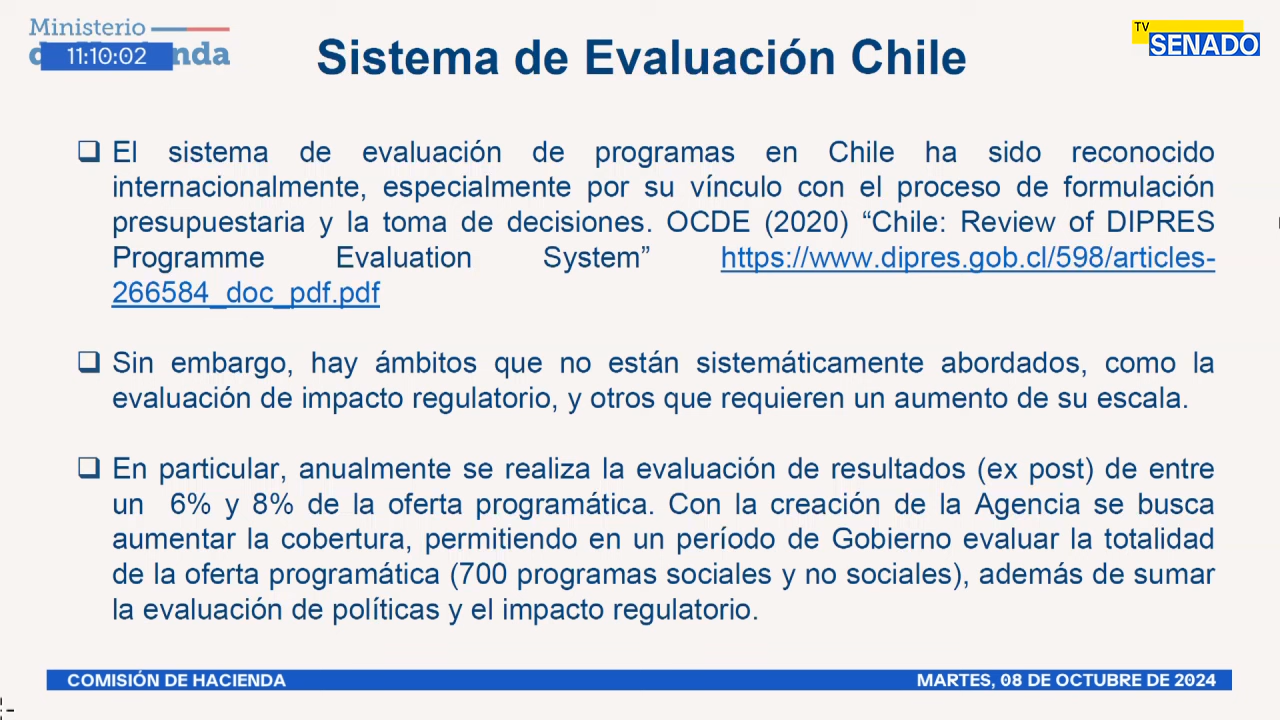 Ministerio
11:10:02
nda
Sistema de Evaluación Chile
TV
SENADO
❑ El sistema de evaluación de programas en Chile ha sido reconocido
internacionalmente, especialmente por su vínculo con el proceso de formulación
presupuestaria y la toma de decisiones. OCDE (2020) “Chile: Review of DIPRES
Programme Evaluation System” https://www.dipres.gob.cl/598/articles-
266584_doc_pdf.pdf
❑ Sin embargo, hay ámbitos que no están sistemáticamente abordados, como la
evaluación de impacto regulatorio, y otros que requieren un aumento de su escala.
❑ En particular, anualmente se realiza la evaluación de resultados (ex post) de entre
un 6% y 8% de la oferta programática. Con la creación de la Agencia se busca
aumentar la cobertura, permitiendo en un período de Gobierno evaluar la totalidad
de la oferta programática (700 programas sociales y no sociales), además de sumar
la evaluación de políticas y el impacto regulatorio.
COMISIÓN DE HACIENDA
MARTES, 08 DE OCTUBRE DE 2024